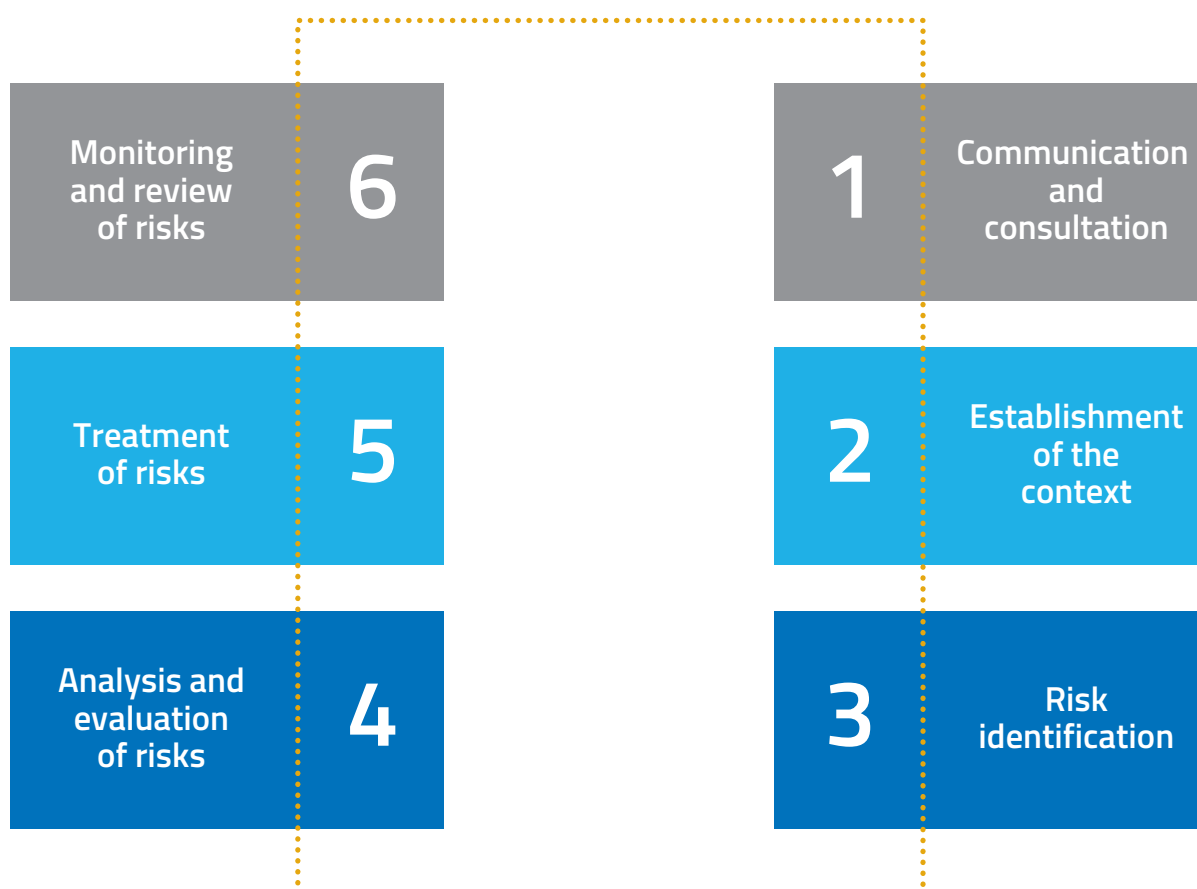 Monitoring
and review
of risks
6
1
Communication
and
consultation
Treatment
of risks
5
2
Establishment
of the
context
Analysis and
evaluation
of risks
4
3
Risk
identification